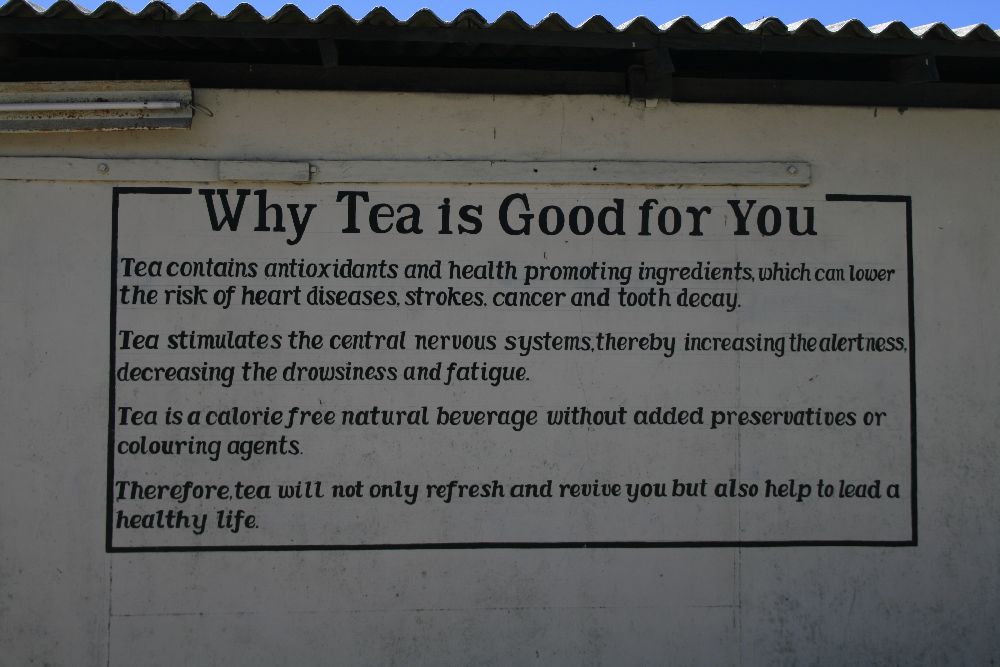 Why Tea is Good for You
Tea contains antioxidants and health promoting ingredients, which can lower
the risk of heart diseases, strokes, cancer and tooth decay.
Tea stimulates the central nervous systems,thereby increasing the alertness,
decreasing the drowsiness and fatigue.
Tea is a calorie free natural beverage without added preservatives or
colouring agents.
Therefore,tea will not only refresh and revive you but also help to lead a
healthy life.